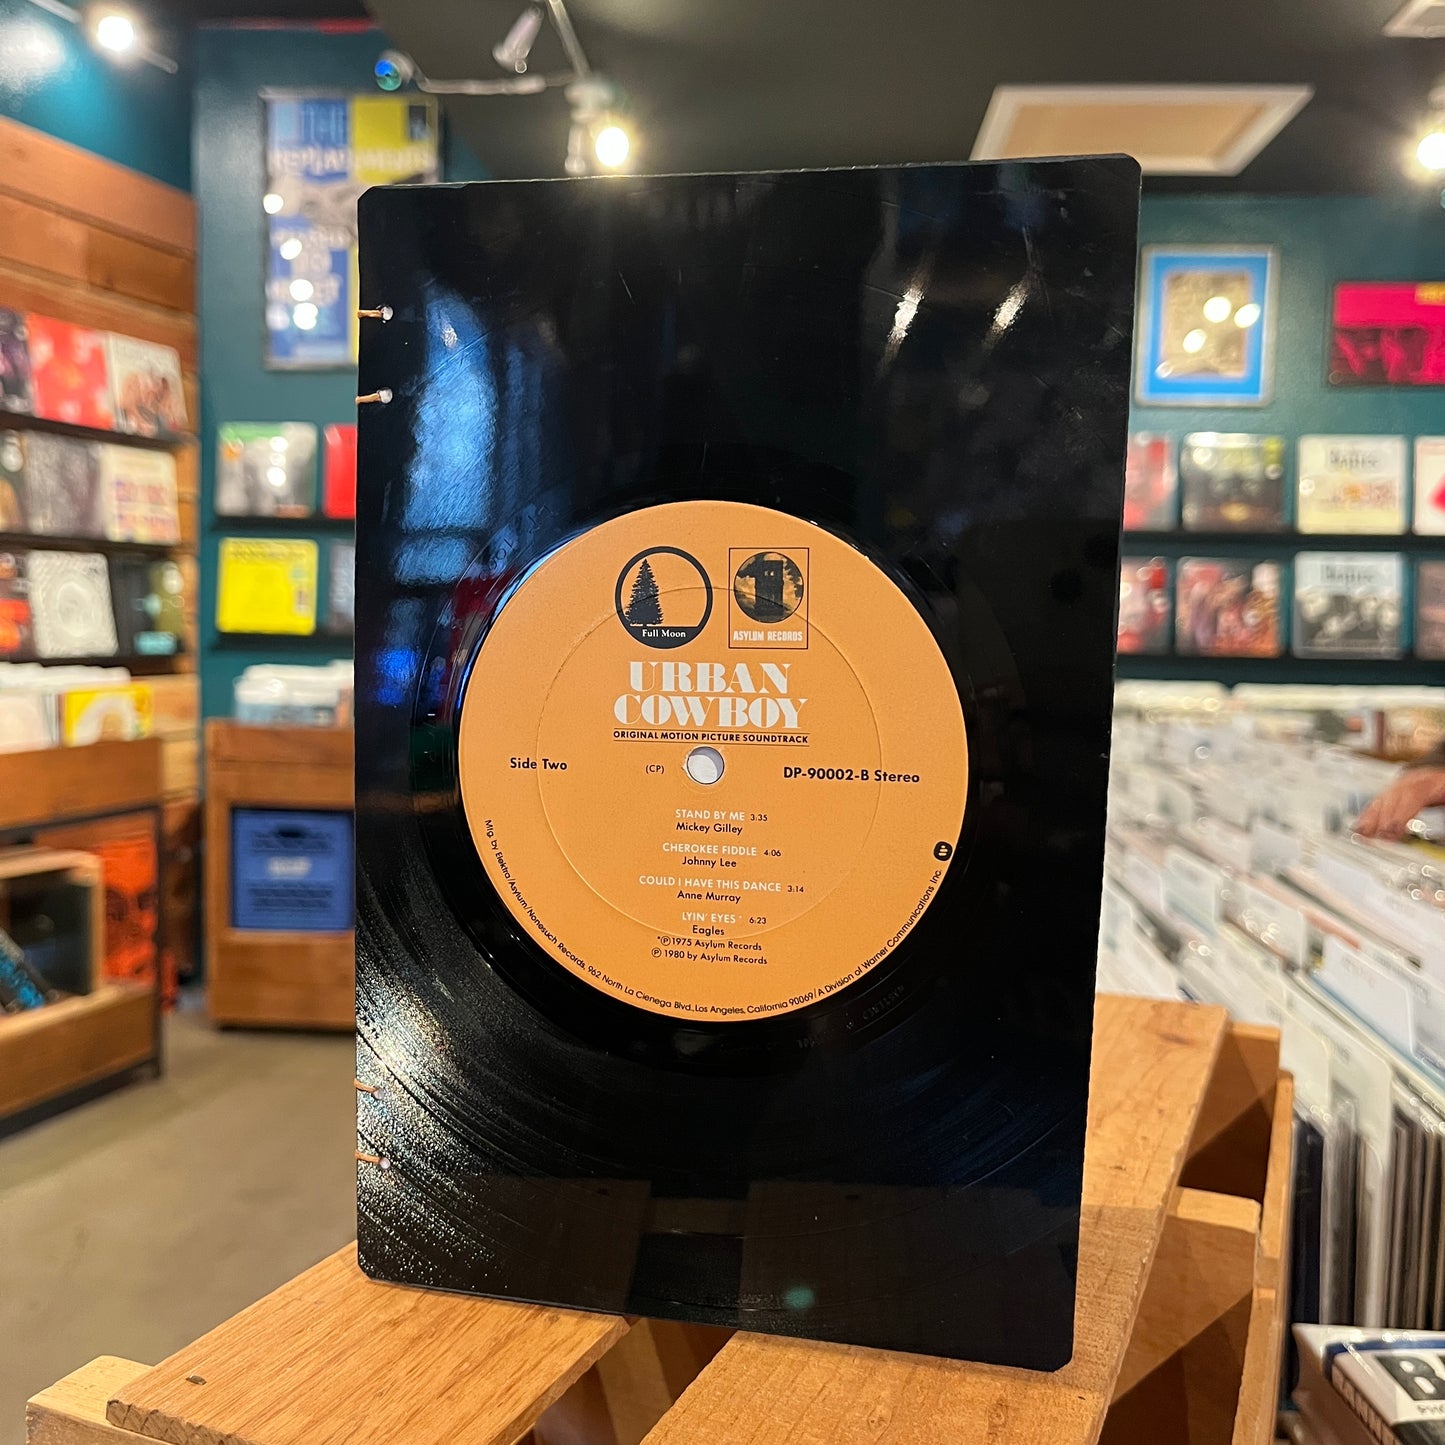 THE
REPLACEMENTS
Full Moon
ASYLUM RECORDS
URBAN
COWBOY
ORIGINAL MOTION PICTURE SOUNDTRACK
Side Two
(CP)
DP-90002-B Stereo
STAND BY ME 3:35
Mickey Gilley
CHEROKEE FIDDLE 4:06
Johnny Lee
COULD I HAVE THIS DANCE 3:14
Anne Murray
LYIN' EYES * 6:23
Eagles
*Ⓟ 1975 Asylum Records
Ⓟ 1980 by Asylum Records
Mfg. by Elektra/Asylum/Nonesuch Records, 962 North La Cienega Blvd., Los Angeles, California 90069/A Division of Warner Communications Inc.